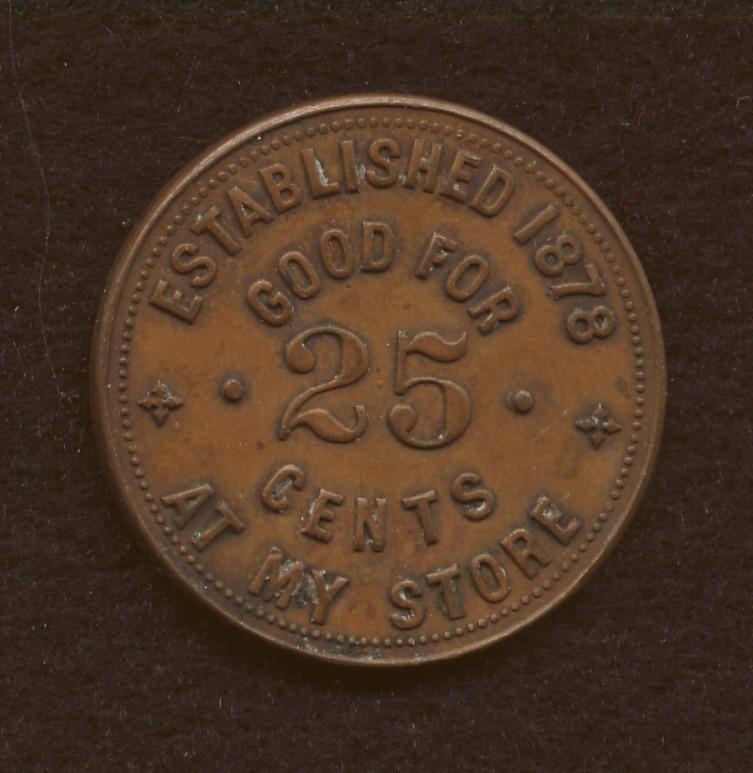 ESTABLISHED 1878
GOOD FOR
25
CENTS
AT MY STORE